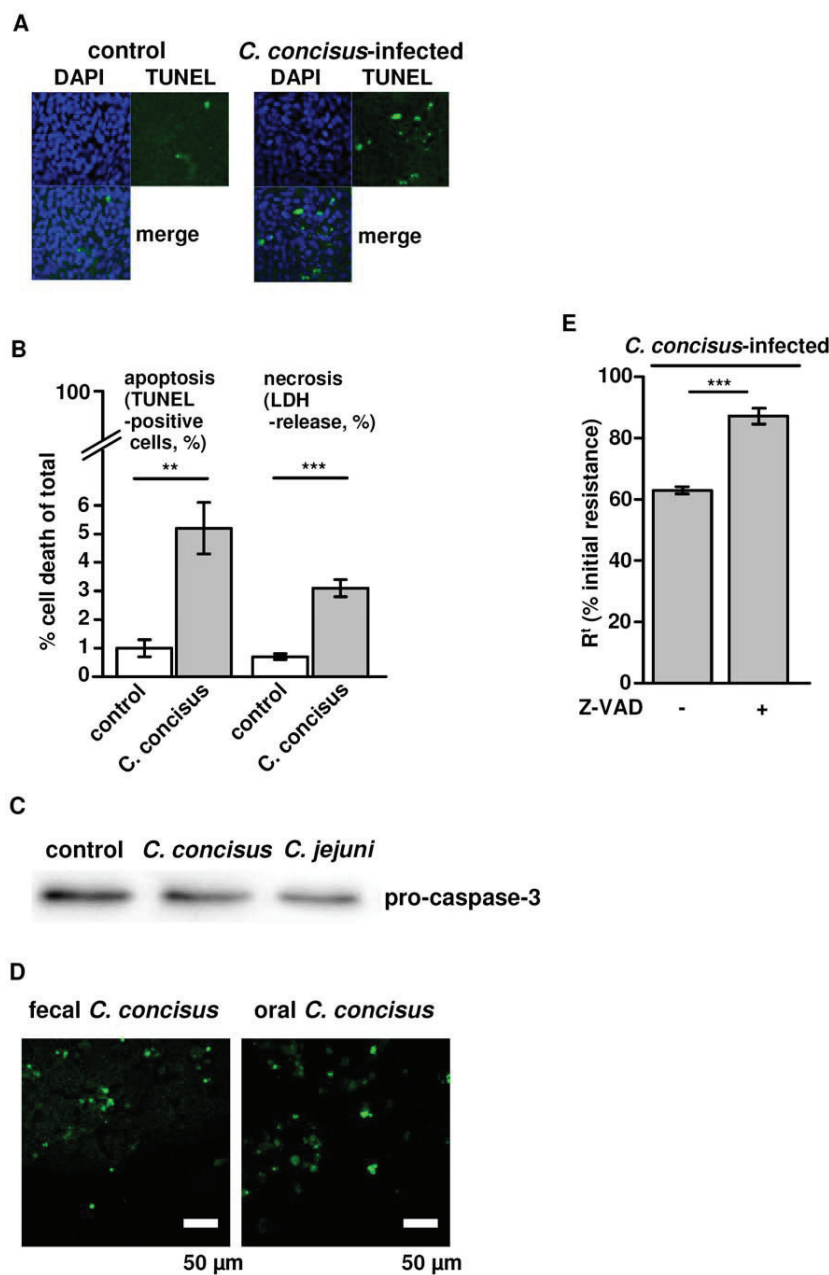 A
control
DAPI TUNEL
merge
C. concisus-infected
DAPI TUNEL
merge
B
100
6
5
4
3
2
1
0
% cell death of total
apoptosis
(TUNEL
-positive
cells, %)
**
necrosis
(LDH
-release, %)
***
control
C. concisus
control
C. concisus
C
control C. concisus C. jejuni
pro-caspase-3
D
fecal C. concisus oral C. concisus
50 µm 50 µm
E
C. concisus-infected
***
100
80
60
40
20
0
Rᵗ (% initial resistance)
Z-VAD - +